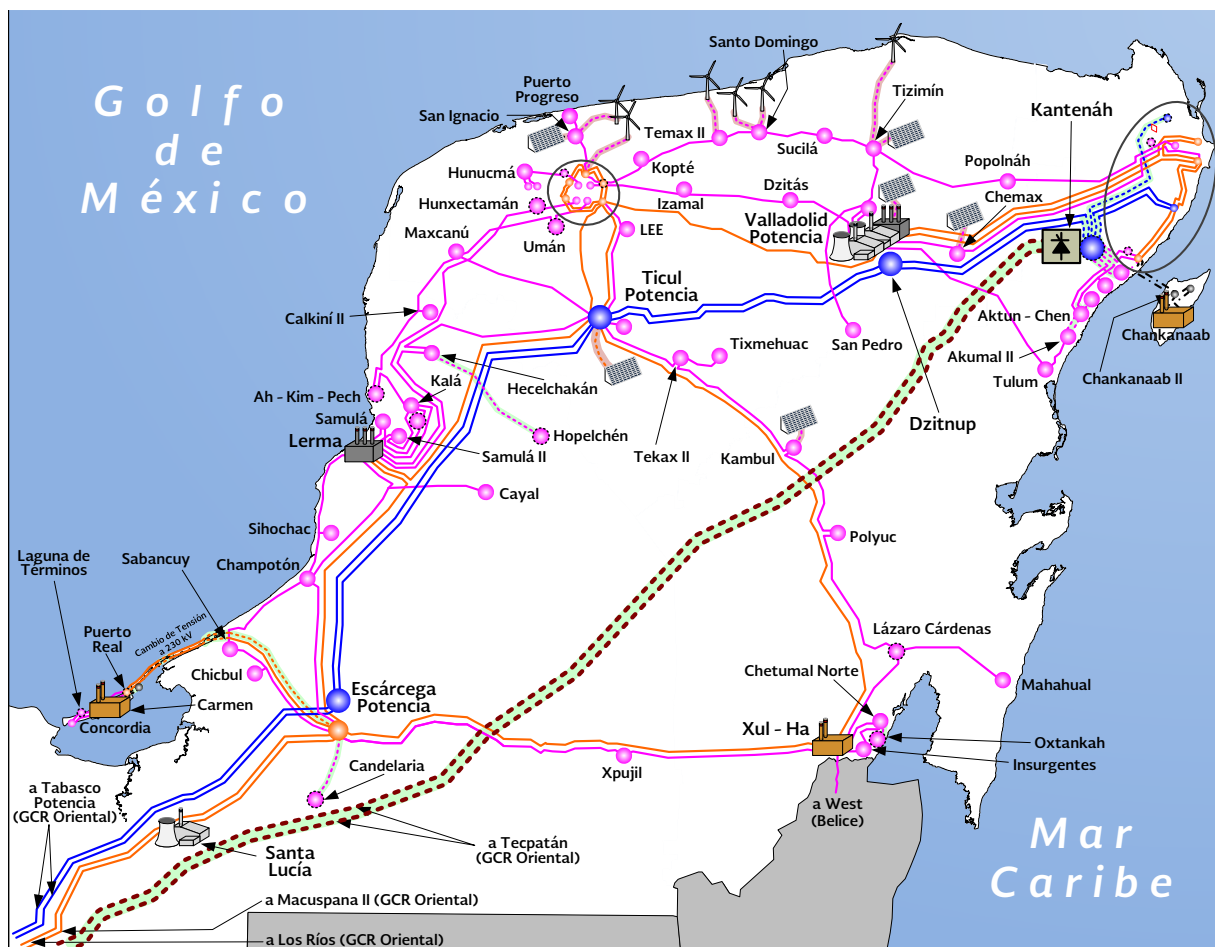 Golfo
de
México
Santo Domingo
Puerto
Progreso
San Ignacio
Temax II
Tizimín
Kantenáh
Sucilá
Kopté
Popolnáh
Hunucmá
Dzitás
Chemax
Izamal
Hunxectamán
Valladolid
Potencia
Umán
LEE
Maxcanú
Ticul
Potencia
Calkiní II
Aktun - Chen
Chankanaab
Tixmehuac
San Pedro
Akumal II
Hecelchakán
Tulum
Chankanaab II
Kalá
Ah - Kim - Pech
Samulá
Dzitnup
Lerma
Hopelchén
Samulá II
Tekax II
Kambul
Cayal
Sihochac
Polyuc
Laguna de
Términos
Sabancuy
Champotón
Cambio de Tensión
a 230 kV
Puerto
Real
Lázaro Cárdenas
Chicbul
Chetumal Norte
Escárcega
Potencia
Mahahual
Carmen
Concordia
Xul - Ha
Oxtankah
Insurgentes
Candelaria
Xpujil
a Tabasco
Potencia
(GCR Oriental)
a West
(Belice)
a Tecpatán
(GCR Oriental)
Santa
Lucía
Mar
Caribe
a Macuspana II (GCR Oriental)
a Los Ríos (GCR Oriental)